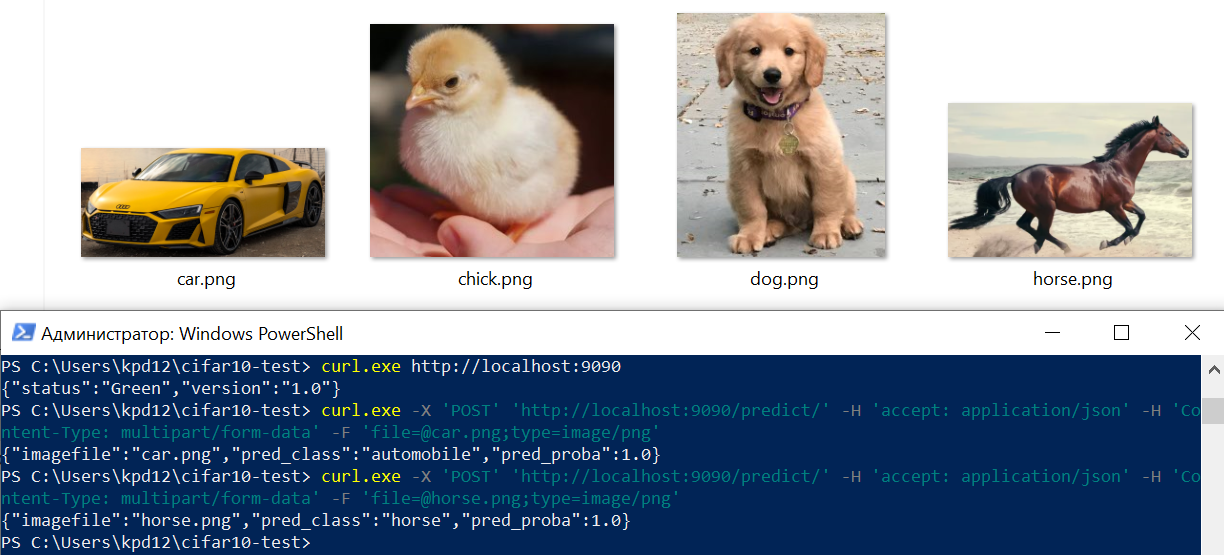 car.png
chick.png
dog.png
horse.png
Администратор: Windows PowerShell
PS C:\Users\kpd12\cifar10-test> curl.exe http://localhost:9090
{"status":"Green","version":"1.0"}
PS C:\Users\kpd12\cifar10-test> curl.exe -X 'POST' 'http://localhost:9090/predict/' -H 'accept: application/json' -H 'Co
ntent-Type: multipart/form-data' -F 'file=@car.png;type=image/png'
{"imagefile":"car.png","pred_class":"automobile","pred_proba":1.0}
PS C:\Users\kpd12\cifar10-test> curl.exe -X 'POST' 'http://localhost:9090/predict/' -H 'accept: application/json' -H 'Co
ntent-Type: multipart/form-data' -F 'file=@horse.png;type=image/png'
{"imagefile":"horse.png","pred_class":"horse","pred_proba":1.0}
PS C:\Users\kpd12\cifar10-test>